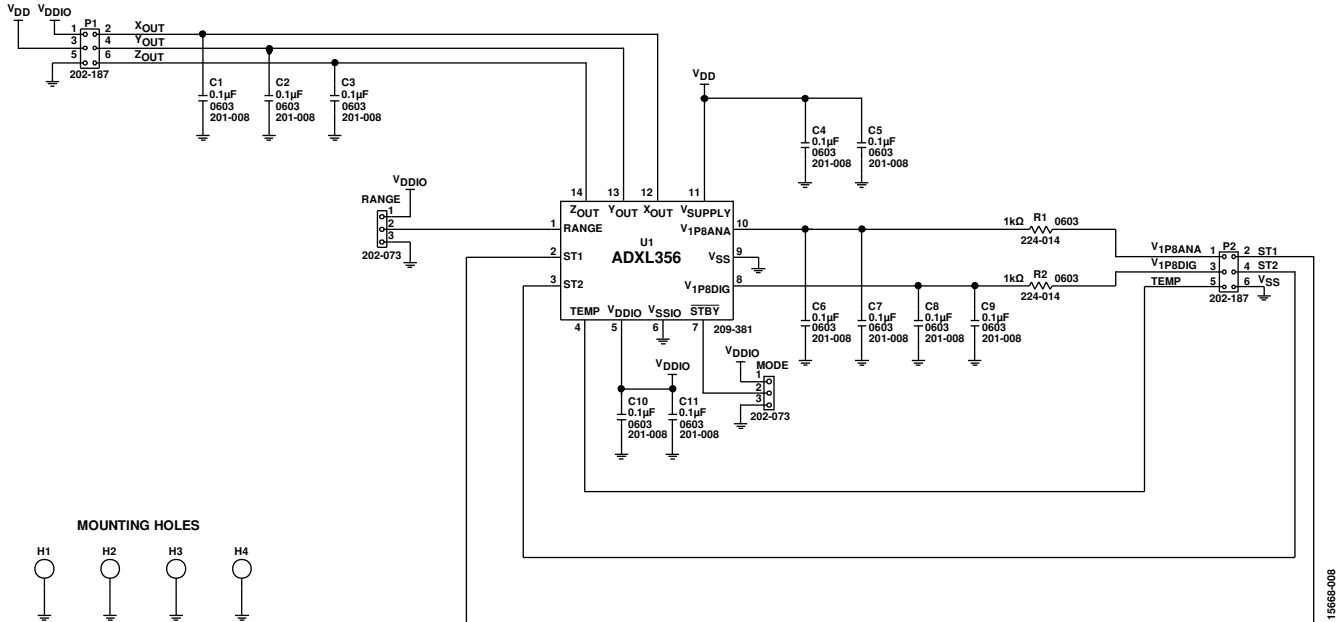 VDD VDDIO
P1
1 2 XOUT
3 4 YOUT
5 6 ZOUT
202-187
C1
0.1µF
0603
201-008
C2
0.1µF
0603
201-008
C3
0.1µF
0603
201-008
VDD
C4
0.1µF
0603
201-008
C5
0.1µF
0603
201-008
VDDIO
RANGE
1
2
3
202-073
14 13 12 11
ZOUT YOUT XOUT VSUPPLY
1 RANGE
2 ST1
3 ST2
U1
ADXL356
V1P8ANA 10
VSS 9
V1P8DIG 8
TEMP VDDIO VSSIO STBY
4 5 6 7
209-381
1kΩ R1 0603
224-014
1kΩ R2 0603
224-014
V1P8ANA 1 P2 2 ST1
V1P8DIG 3 4 ST2
TEMP 5 6 VSS
202-187
C6
0.1µF
0603
201-008
C7
0.1µF
0603
201-008
C8
0.1µF
0603
201-008
C9
0.1µF
0603
201-008
VDDIO
MODE
1
2
3
202-073
VDDIO
C10
0.1µF
0603
201-008
C11
0.1µF
0603
201-008
MOUNTING HOLES
H1 H2 H3 H4
15668-008